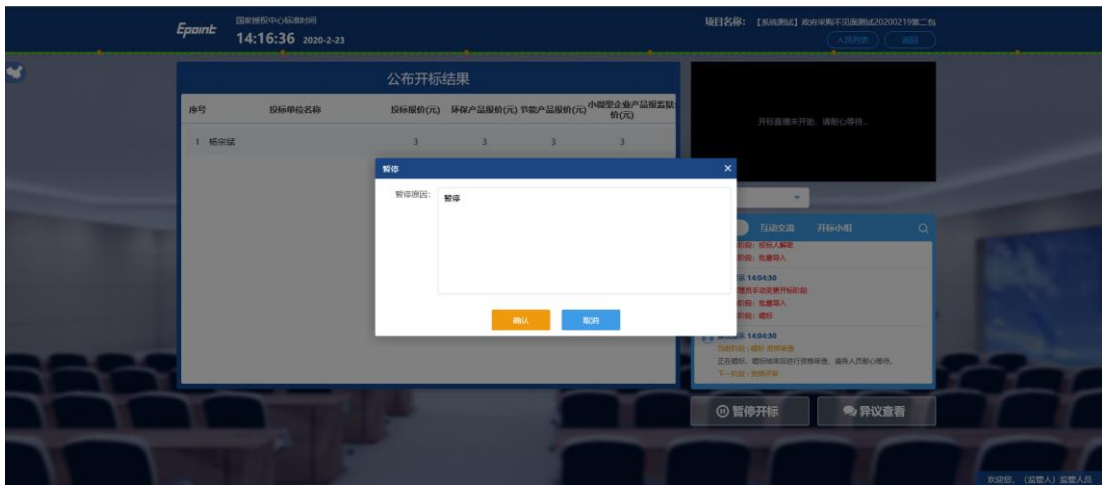 Epoint
国家授权中心标准时间
14:16:36 2020-2-23
项目名称： 【系统测试】政府采购不见面测试20200219第二包
人员列表 返回
公布开标结果
序号 投标单位名称 投标报价(元) 环保产品报价(元) 节能产品报价(元) 小微型企业产品报监狱价(元)
1 杨宗斌 3 3 3 3
开标直播未开始，请耐心等待...
暂停 ×
暂停原因： 暂停
确认 取消
互动交流 开标小组
阶段：投标人解密
阶段：批量导入
14:04:30
手动变更开标阶段
阶段：批量导入
阶段：唱标
14:04:30
当前阶段：唱标
正在唱标，唱标结束后进行资格审查，请各人员耐心等待。
下一阶段：资格评审
暂停开标 异议查看
欢迎您，（监管人）监管人员